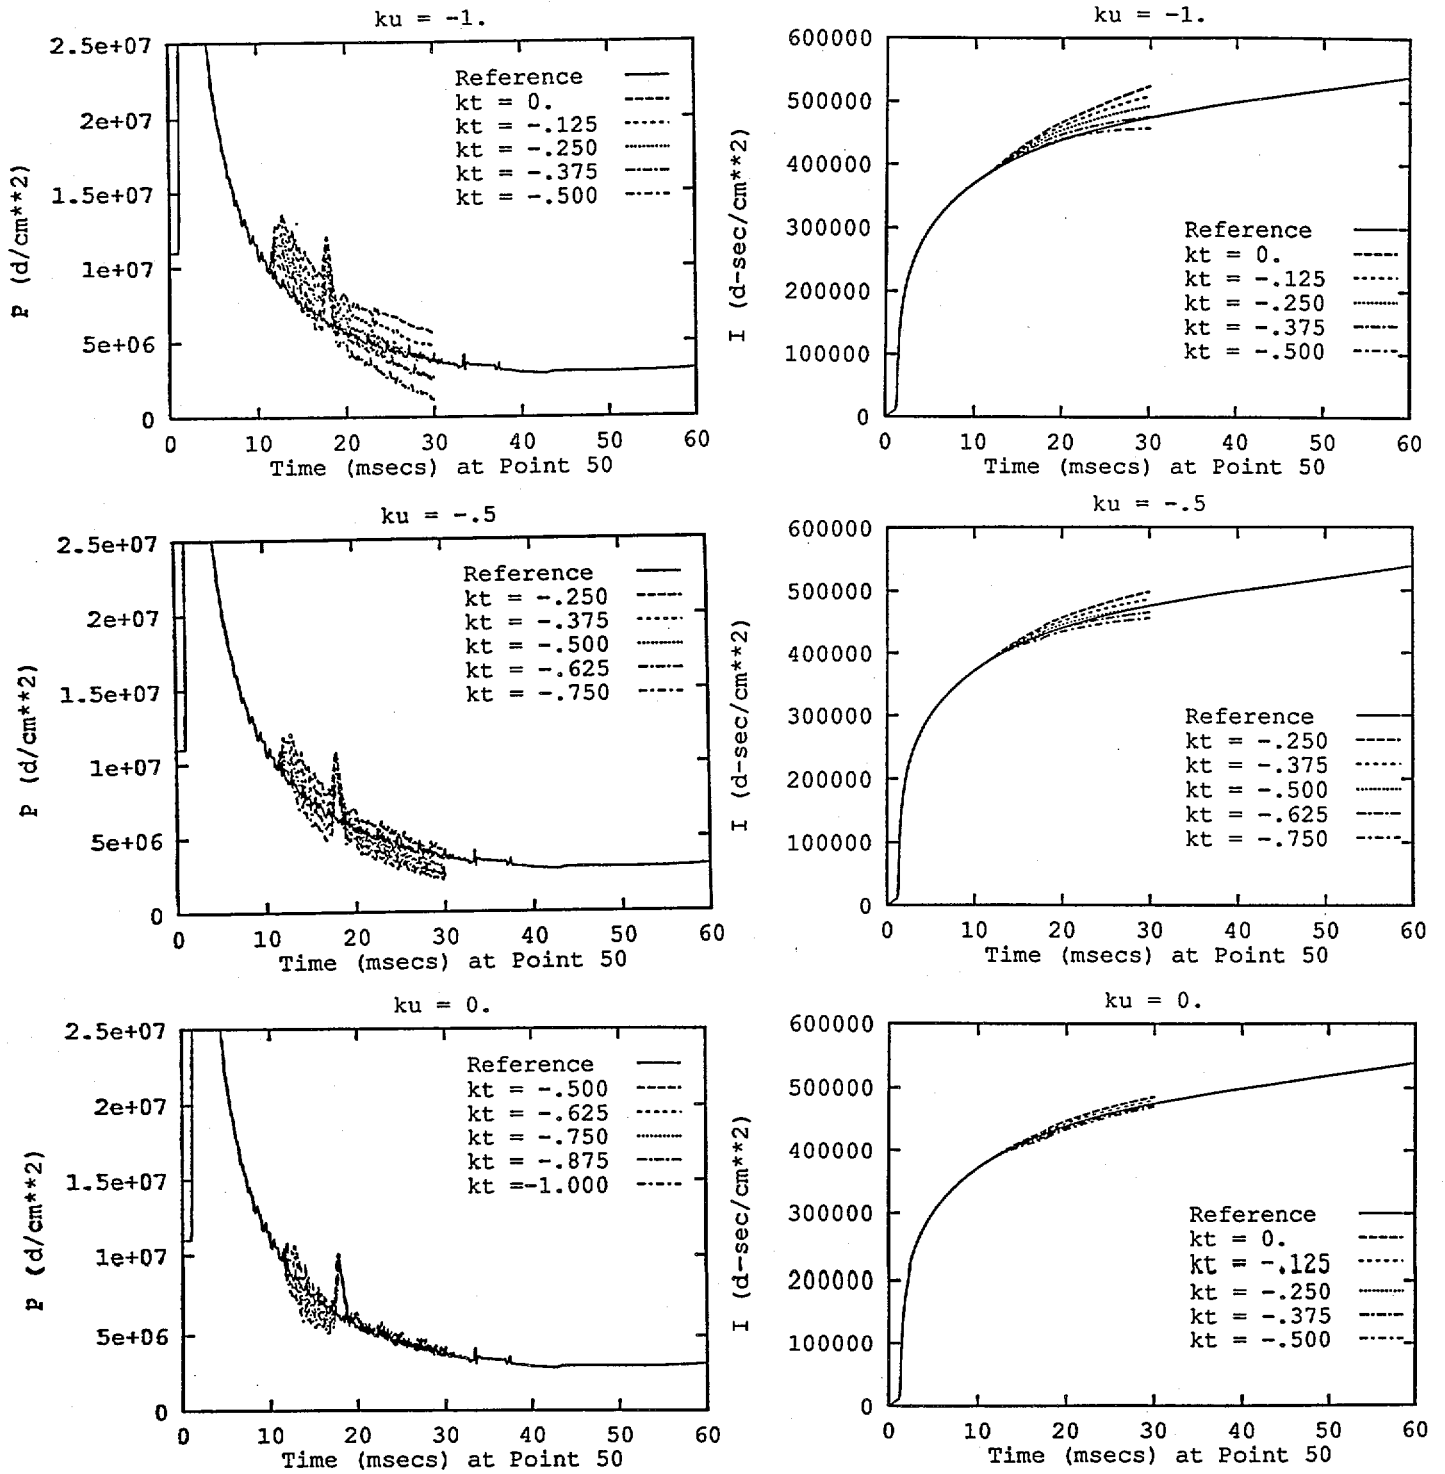 ku = -1.
2.5e+07
2e+07
1.5e+07
1e+07
5e+06
0
p (d/cm**2)
Reference
kt = 0.
kt = -.125
kt = -.250
kt = -.375
kt = -.500
0 10 20 30 40 50 60
Time (msecs) at Point 50
ku = -1.
600000
500000
400000
300000
200000
100000
0
I (d-sec/cm**2)
Reference
kt = 0.
kt = -.125
kt = -.250
kt = -.375
kt = -.500
0 10 20 30 40 50 60
Time (msecs) at Point 50
ku = -.5
2.5e+07
2e+07
1.5e+07
1e+07
5e+06
0
p (d/cm**2)
Reference
kt = -.250
kt = -.375
kt = -.500
kt = -.625
kt = -.750
0 10 20 30 40 50 60
Time (msecs) at Point 50
ku = -.5
600000
500000
400000
300000
200000
100000
0
I (d-sec/cm**2)
Reference
kt = -.250
kt = -.375
kt = -.500
kt = -.625
kt = -.750
0 10 20 30 40 50 60
Time (msecs) at Point 50
ku = 0.
2.5e+07
2e+07
1.5e+07
1e+07
5e+06
0
p (d/cm**2)
Reference
kt = -.500
kt = -.625
kt = -.750
kt = -.875
kt =-1.000
0 10 20 30 40 50 60
Time (msecs) at Point 50
ku = 0.
600000
500000
400000
300000
200000
100000
0
I (d-sec/cm**2)
Reference
kt = 0.
kt = -.125
kt = -.250
kt = -.375
kt = -.500
0 10 20 30 40 50 60
Time (msecs) at Point 50